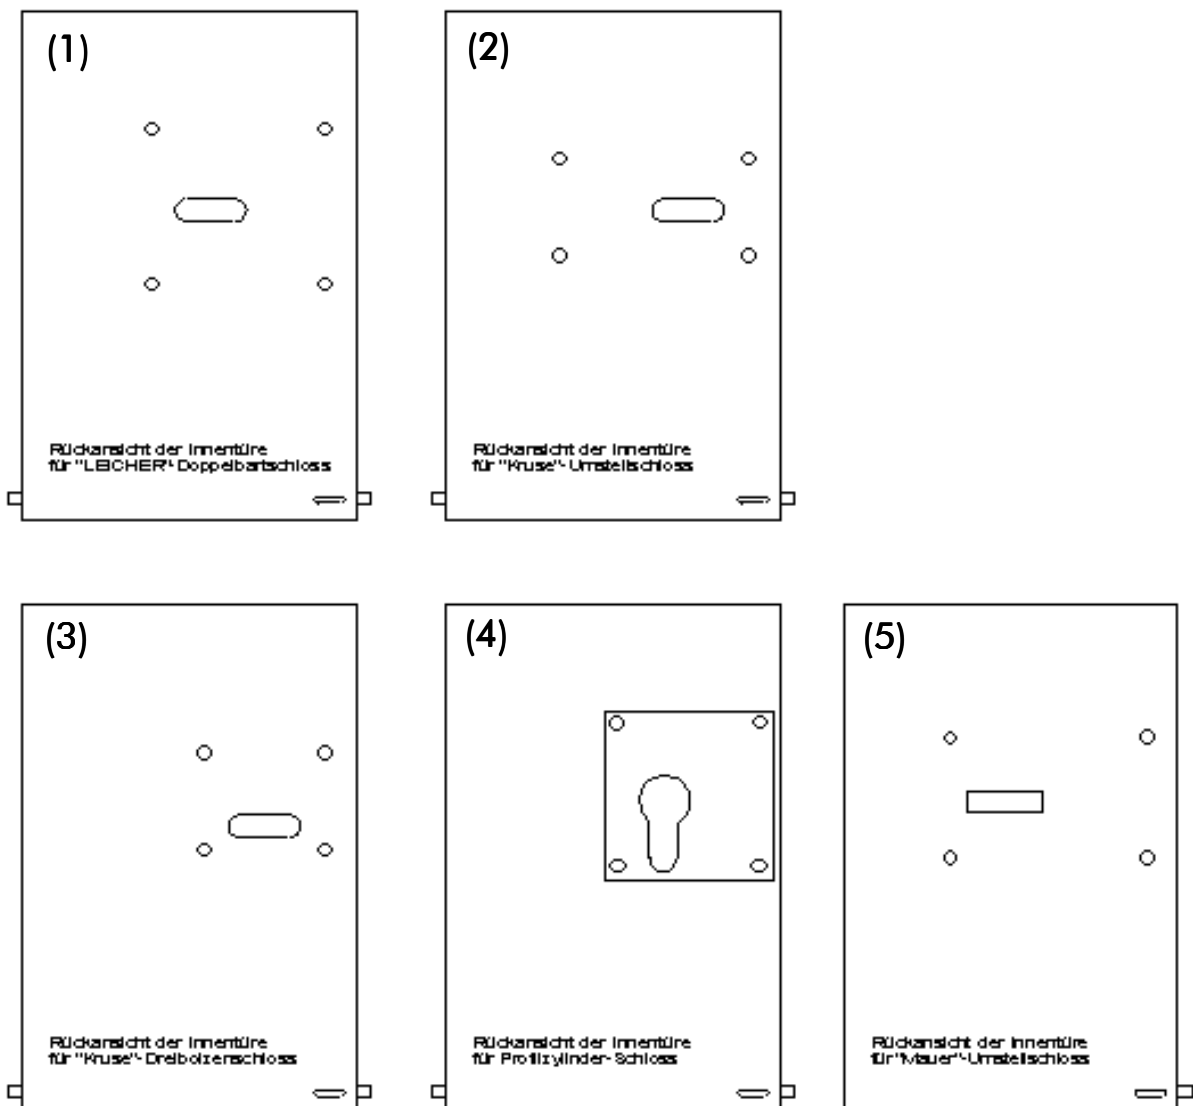 (1)
Rückansicht der Innentüre
für "LEICHER"-Doppelbartschloss
(2)
Rückansicht der Innentüre
für "Kruse"-Umstellschloss
(3)
Rückansicht der Innentüre
für "Kruse"-Dreibolzenschloss
(4)
Rückansicht der Innentüre
für Profilzylinder-Schloss
(5)
Rückansicht der Innentüre
für "Mauer"-Umstellschloss